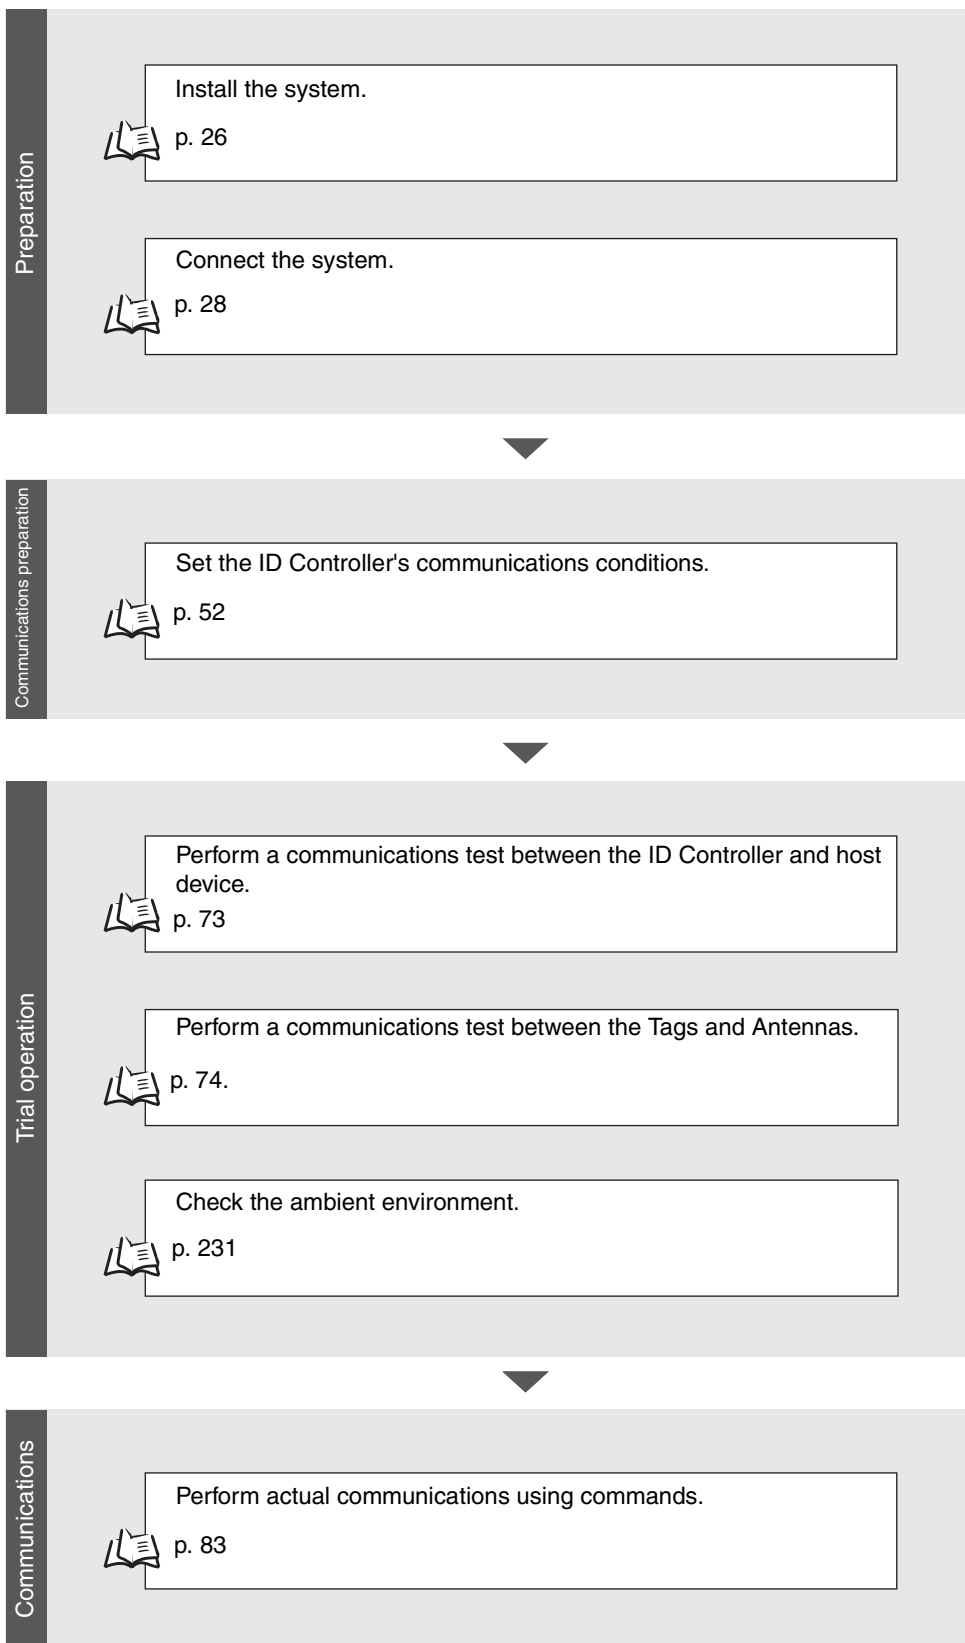 Preparation
Install the system.
p. 26
Connect the system.
p. 28
Communications preparation
Set the ID Controller's communications conditions.
p. 52
Trial operation
Perform a communications test between the ID Controller and host
device.
p. 73
Perform a communications test between the Tags and Antennas.
p. 74.
Check the ambient environment.
p. 231
Communications
Perform actual communications using commands.
p. 83